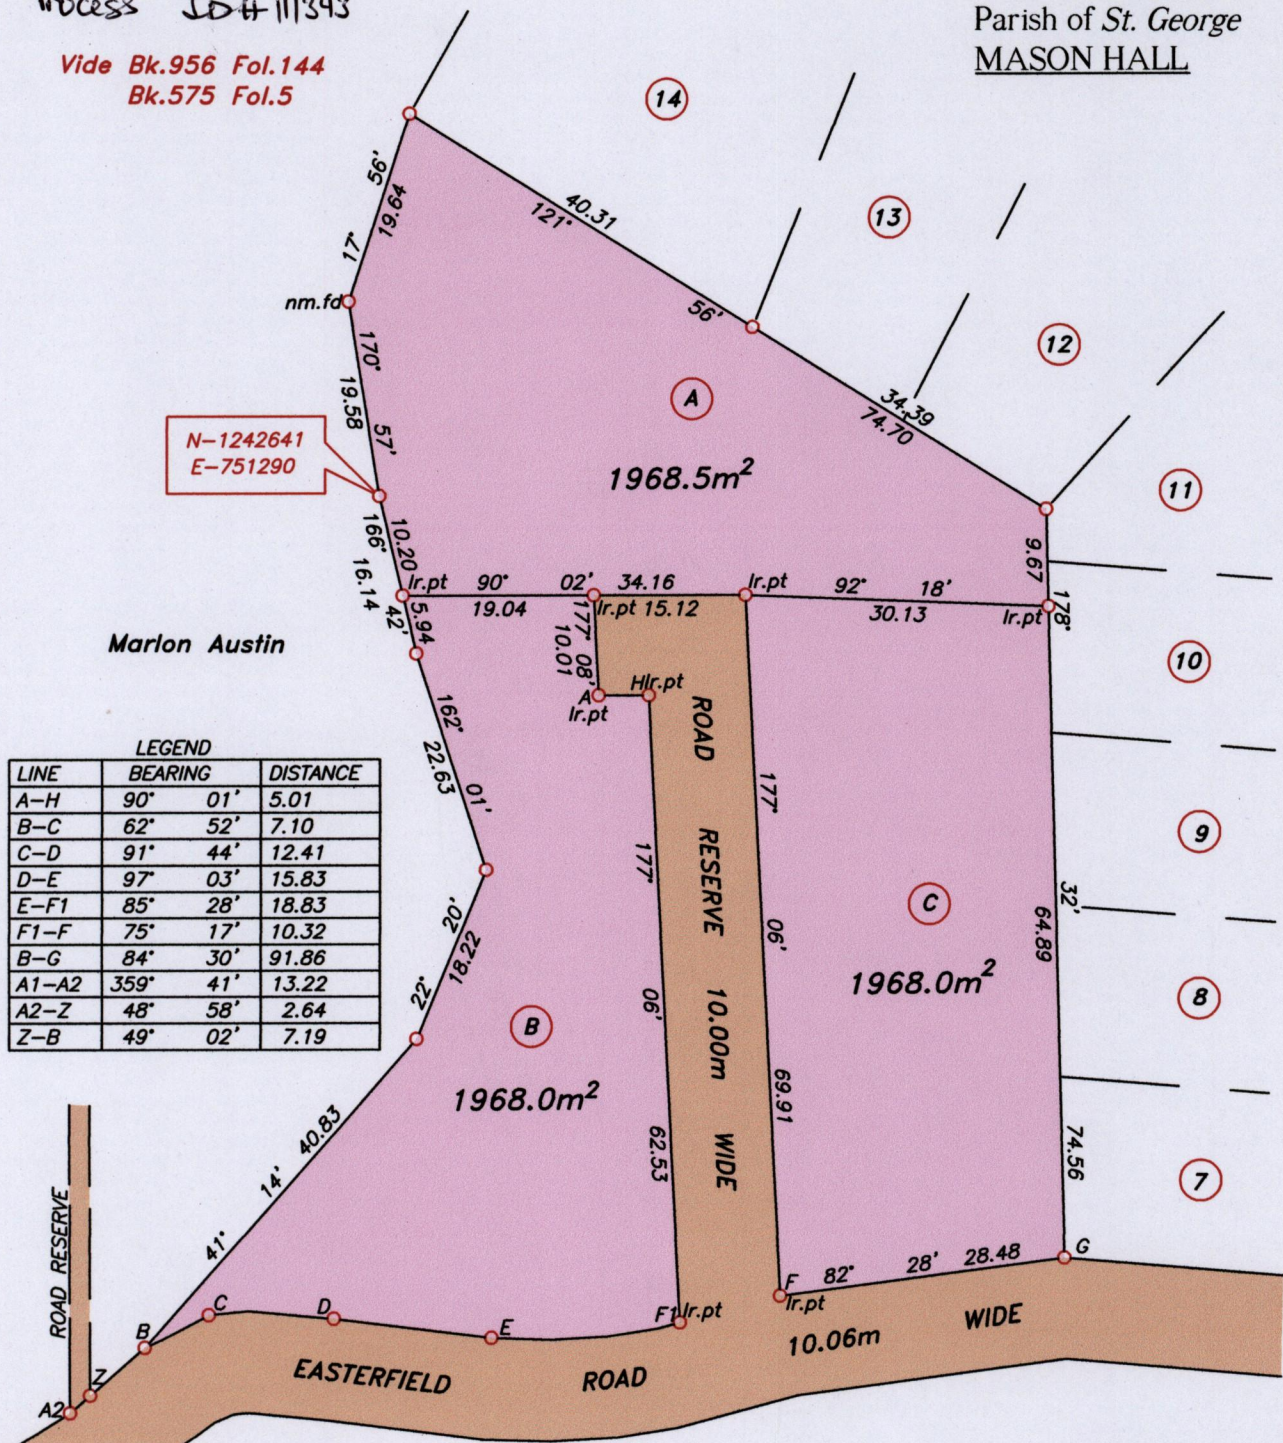 Process ID# 111343
Vide Bk.956 Fol.144
Bk.575 Fol.5
Parish of St. George
MASON HALL
14
13
12
11
10
9
8
7
56'
19.64
17°
40.31
121°
56'
nm.fd
170°
19.58
57'
A
34.39
74.70
N-1242641
E-751290
1968.5m²
166°
10.20
16.14
42'
5.94
Ir.pt
90° 02' 34.16
19.04
Ir.pt 15.12
Ir.pt
92° 18'
30.13
Ir.pt
9.67
178°
177° 08'
10.01
A
Ir.pt
H Ir.pt
Marlon Austin
162°
22.63
01'
LEGEND
LINE BEARING DISTANCE
A-H 90° 01' 5.01
B-C 62° 52' 7.10
C-D 91° 44' 12.41
D-E 97° 03' 15.83
E-F1 85° 28' 18.83
F1-F 75° 17' 10.32
B-G 84° 30' 91.86
A1-A2 359° 41' 13.22
A2-Z 48° 58' 2.64
Z-B 49° 02' 7.19
ROAD RESERVE 10.00m WIDE
177°
06'
62.53
177°
06'
69.91
C
1968.0m²
32'
64.89
74.56
20'
18.22
22°
B
1968.0m²
40.83
14'
41°
ROAD RESERVE
B
C
D
E
F1 Ir.pt
F
Ir.pt
82° 28' 28.48
G
Z
A2
EASTERFIELD ROAD
10.06m WIDE